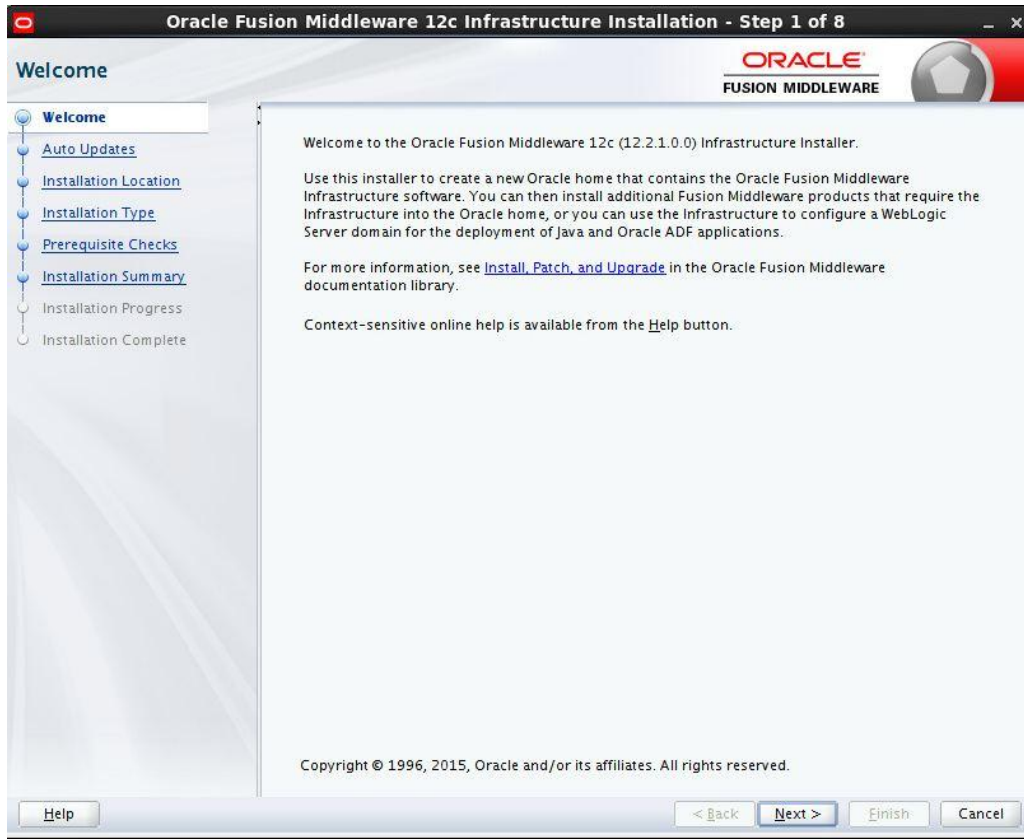 Oracle Fusion Middleware 12c Infrastructure Installation - Step 1 of 8
Welcome
ORACLE
FUSION MIDDLEWARE
Welcome
Auto Updates
Installation Location
Installation Type
Prerequisite Checks
Installation Summary
Installation Progress
Installation Complete
Welcome to the Oracle Fusion Middleware 12c (12.2.1.0.0) Infrastructure Installer.
Use this installer to create a new Oracle home that contains the Oracle Fusion Middleware
Infrastructure software. You can then install additional Fusion Middleware products that require the
Infrastructure into the Oracle home, or you can use the Infrastructure to configure a WebLogic
Server domain for the deployment of Java and Oracle ADF applications.
For more information, see Install, Patch, and Upgrade in the Oracle Fusion Middleware
documentation library.
Context-sensitive online help is available from the Help button.
Copyright © 1996, 2015, Oracle and/or its affiliates. All rights reserved.
Help
< Back
Next >
Finish
Cancel